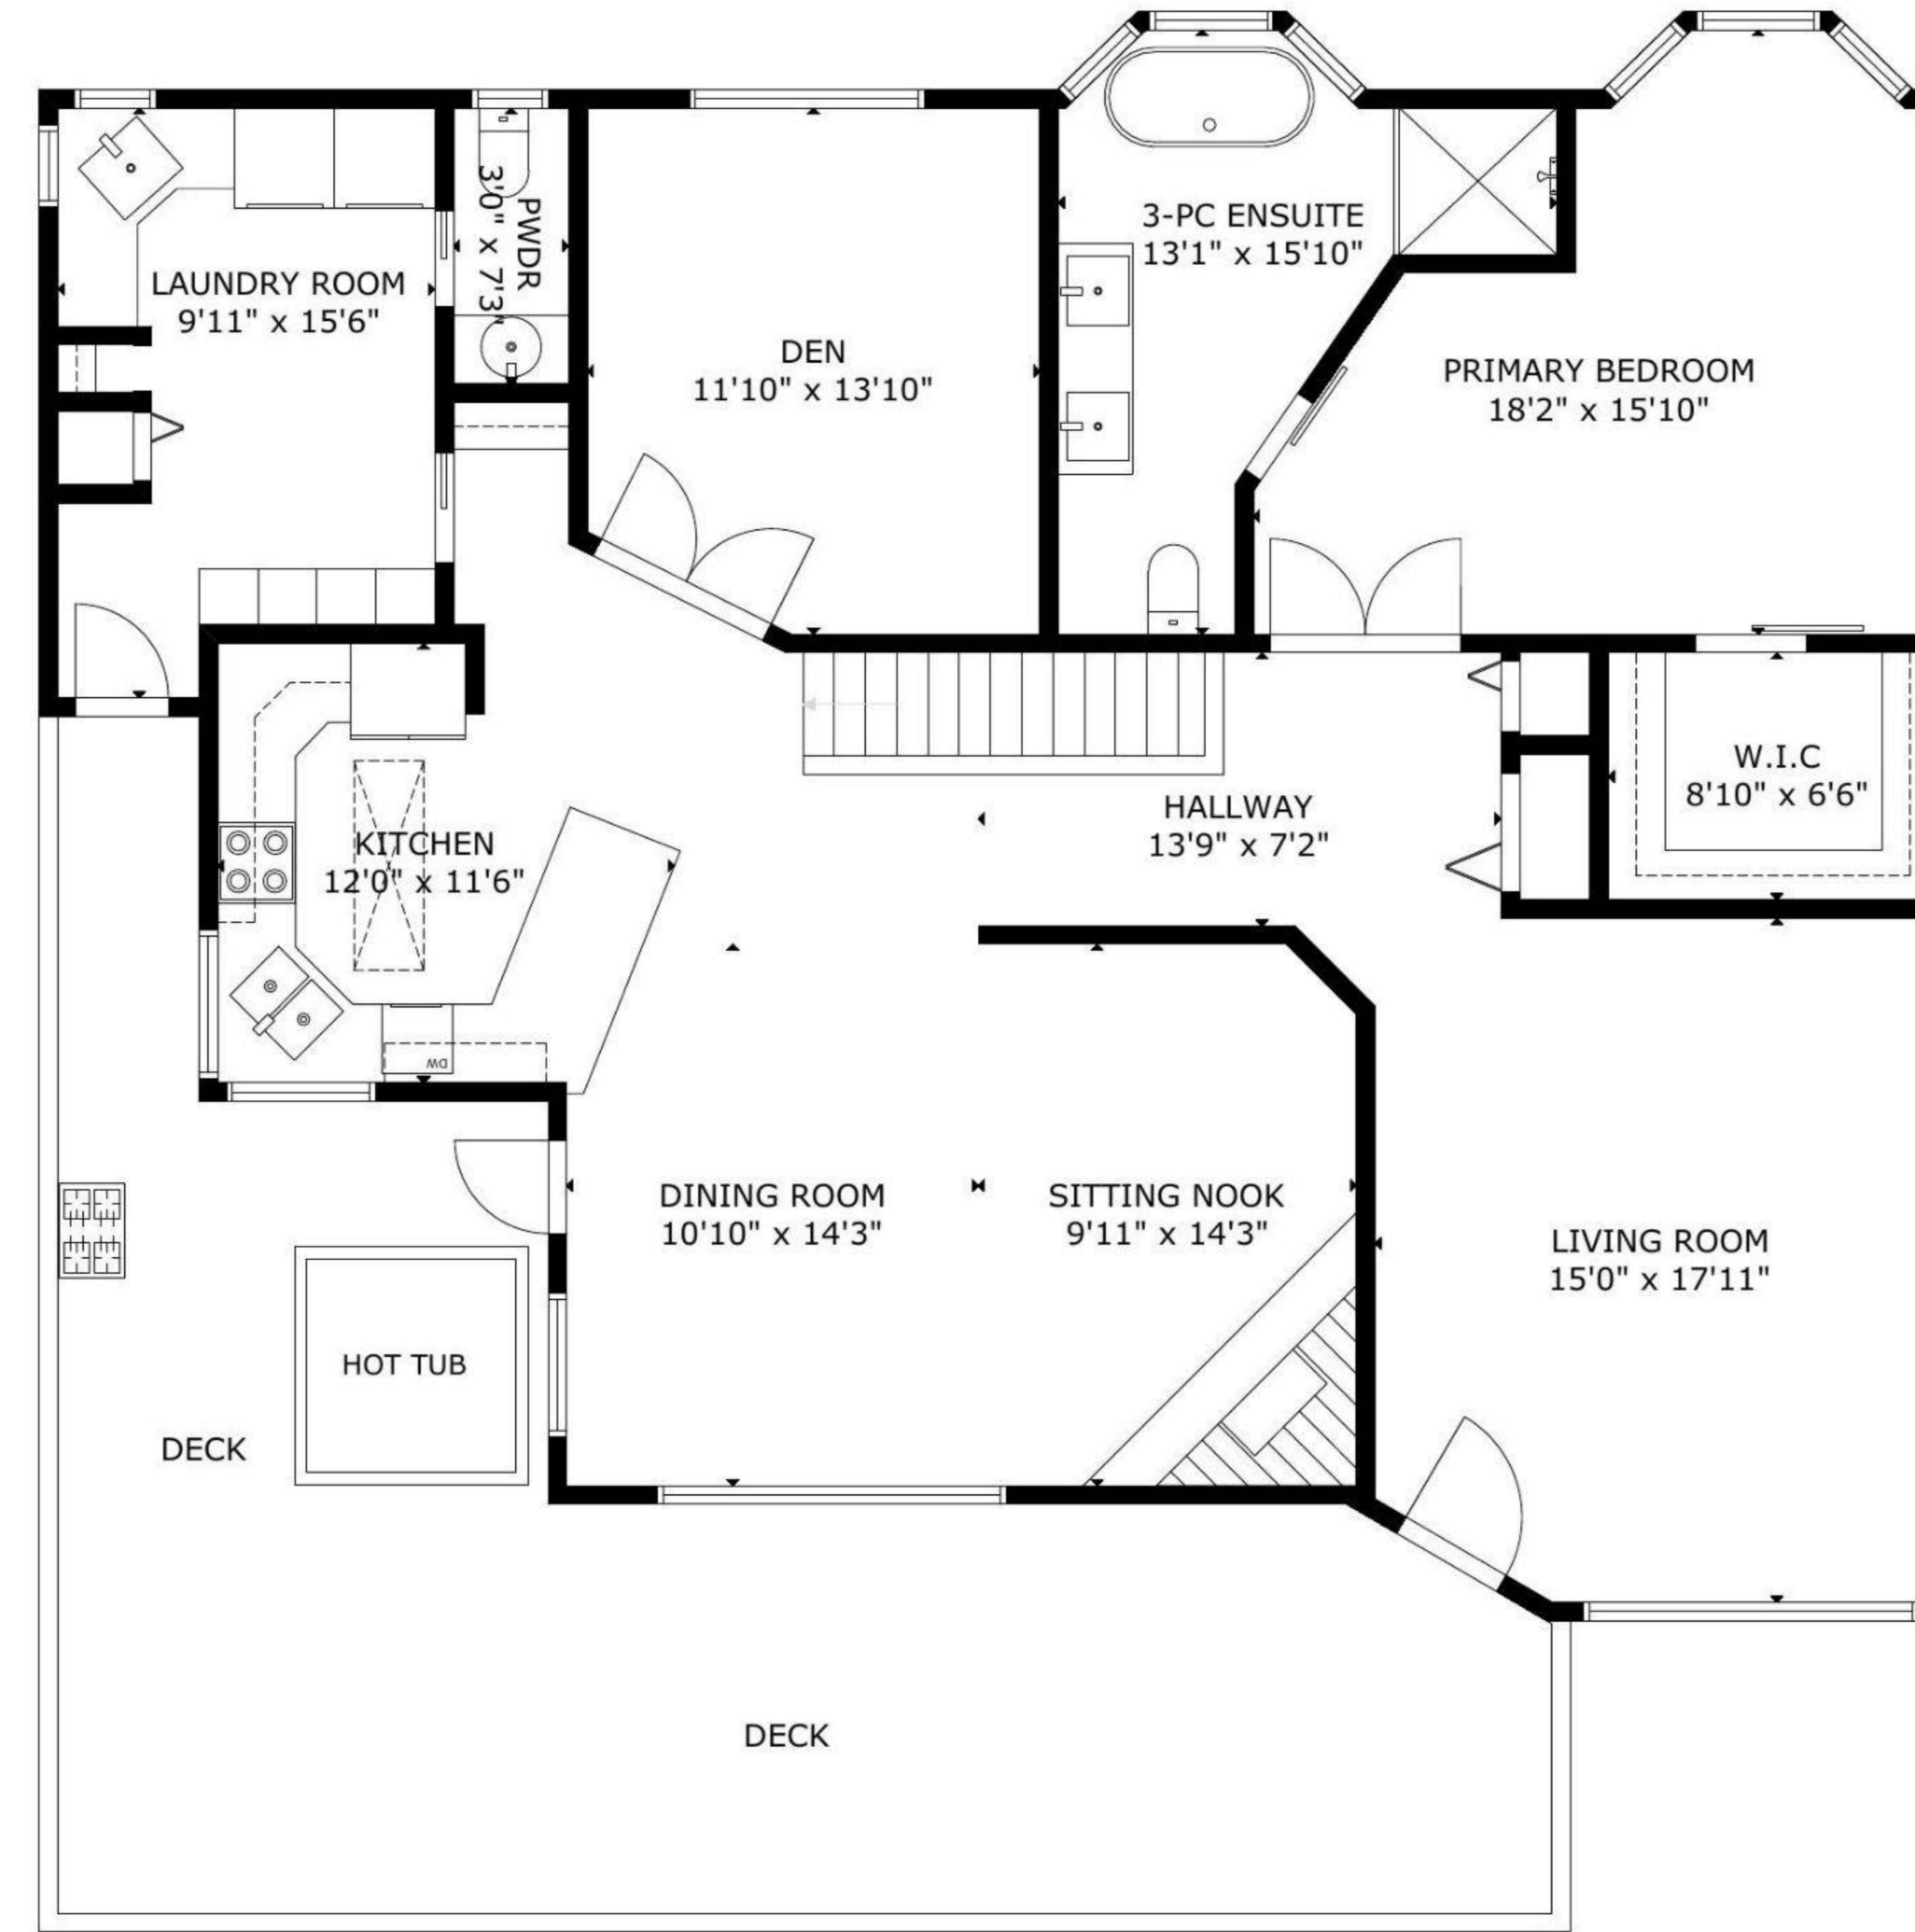 3-PC ENSUITE
13'1" x 15'10"
PWDR
3'0" x 7'3"
LAUNDRY ROOM
9'11" x 15'6"
DEN
11'10" x 13'10"
PRIMARY BEDROOM
18'2" x 15'10"
W.I.C
8'10" x 6'6"
HALLWAY
13'9" x 7'2"
KITCHEN
12'0" x 11'6"
DW
DINING ROOM
10'10" x 14'3"
SITTING NOOK
9'11" x 14'3"
LIVING ROOM
15'0" x 17'11"
HOT TUB
DECK
DECK